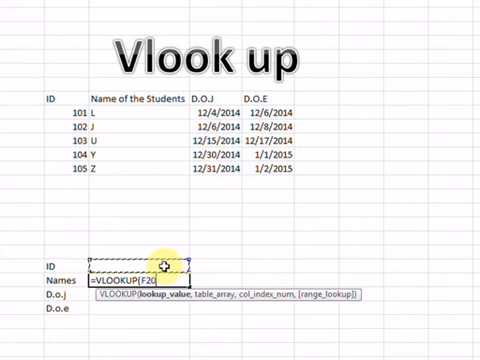 Vlook up
ID Name of the Students D.O.J D.O.E
101 L 12/4/2014 12/6/2014
102 J 12/6/2014 12/8/2014
103 U 12/15/2014 12/17/2014
104 Y 12/30/2014 1/1/2015
105 Z 12/31/2014 1/2/2015
ID
Names =VLOOKUP(F20
D.o.j VLOOKUP(lookup_value, table_array, col_index_num, [range_lookup])
D.o.e